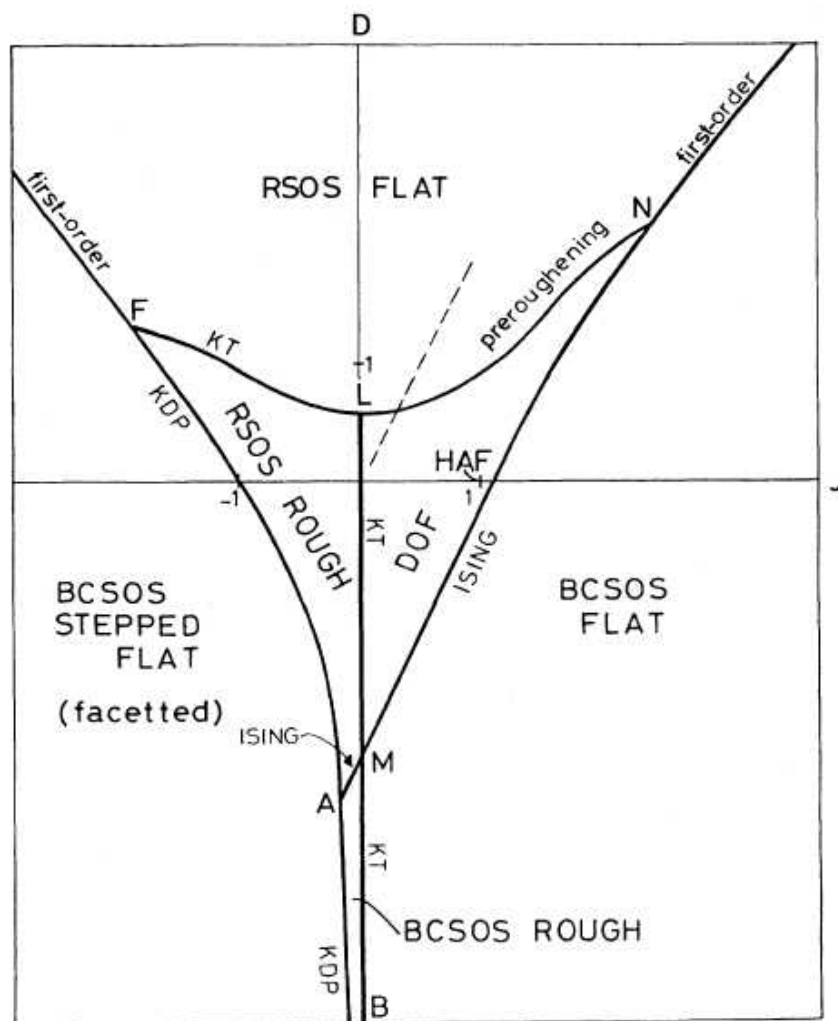 D
first-order
first-order
RSOS FLAT
N
preroughening
F
KT
1
L
KDP
RSOS
ROUGH
HAF
-1
1
J
KT
DOF
ISING
BCSOS
STEPPED
FLAT
(facetted)
BCSOS
FLAT
ISING
M
A
KT
BCSOS ROUGH
KDP
B